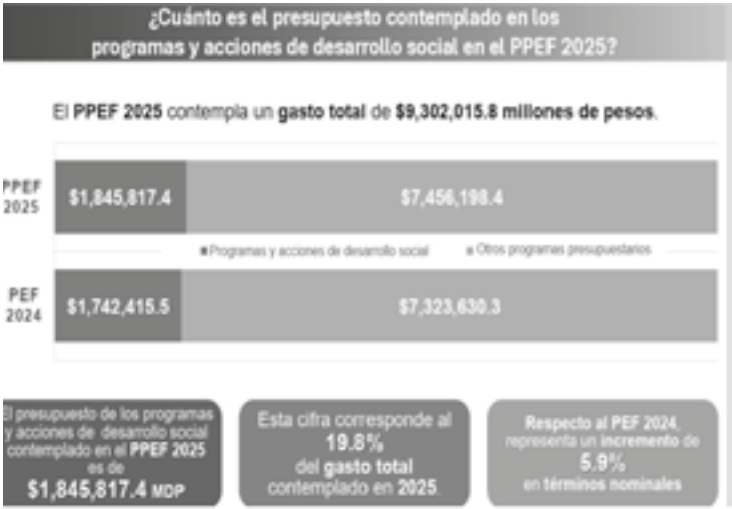 ¿Cuánto es el presupuesto contemplado en los
programas y acciones de desarrollo social en el PPEF 2025?
El PPEF 2025 contempla un gasto total de $9,302,015.8 millones de pesos.
PPEF
2025
$1,845,817.4
$7,456,198.4
Programas y acciones de desarrollo social
Otros programas presupuestarios
PEF
2024
$1,742,415.5
$7,323,630.3
El presupuesto de los programas
y acciones de desarrollo social
contemplado en el PPEF 2025
es de
$1,845,817.4 MDP
Esta cifra corresponde al
19.8%
del gasto total
contemplado en 2025.
Respecto al PEF 2024,
representa un incremento de
5.9%
en términos nominales